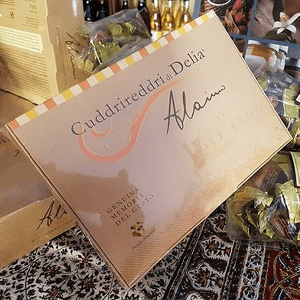 Cuddrireddri di Delia
Alaimo
GENUINA
MEMORIA
DEL GUSTO